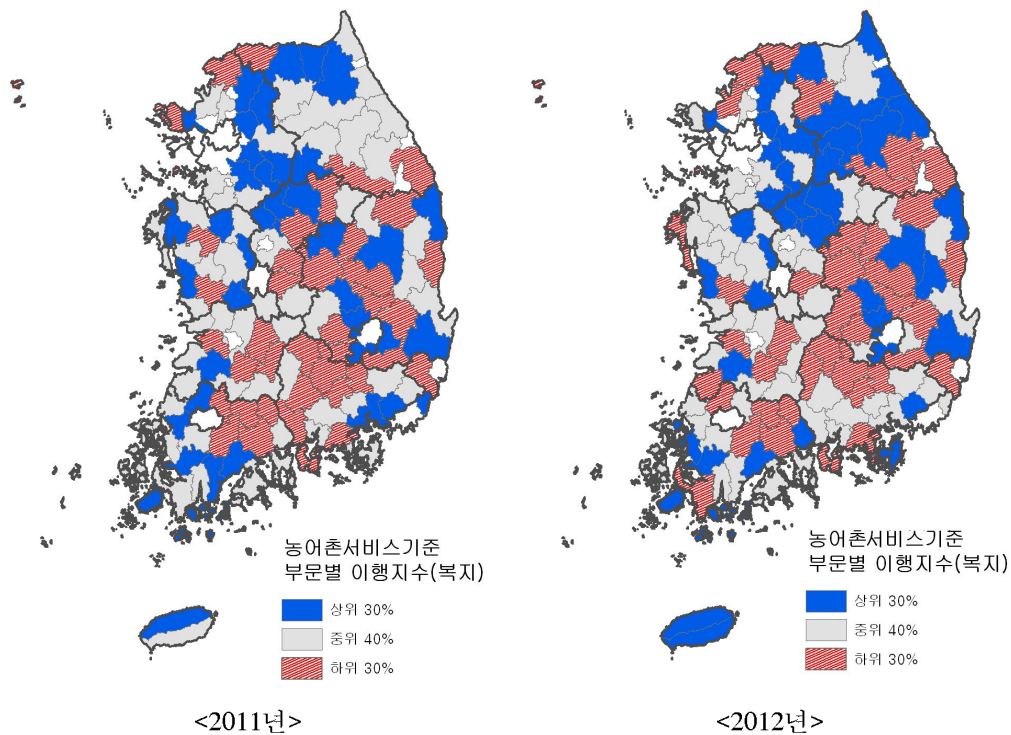 농어촌서비스기준
부문별 이행지수(복지)
상위 30%
중위 40%
하위 30%
<2011년>
농어촌서비스기준
부문별 이행지수(복지)
상위 30%
중위 40%
하위 30%
<2012년>